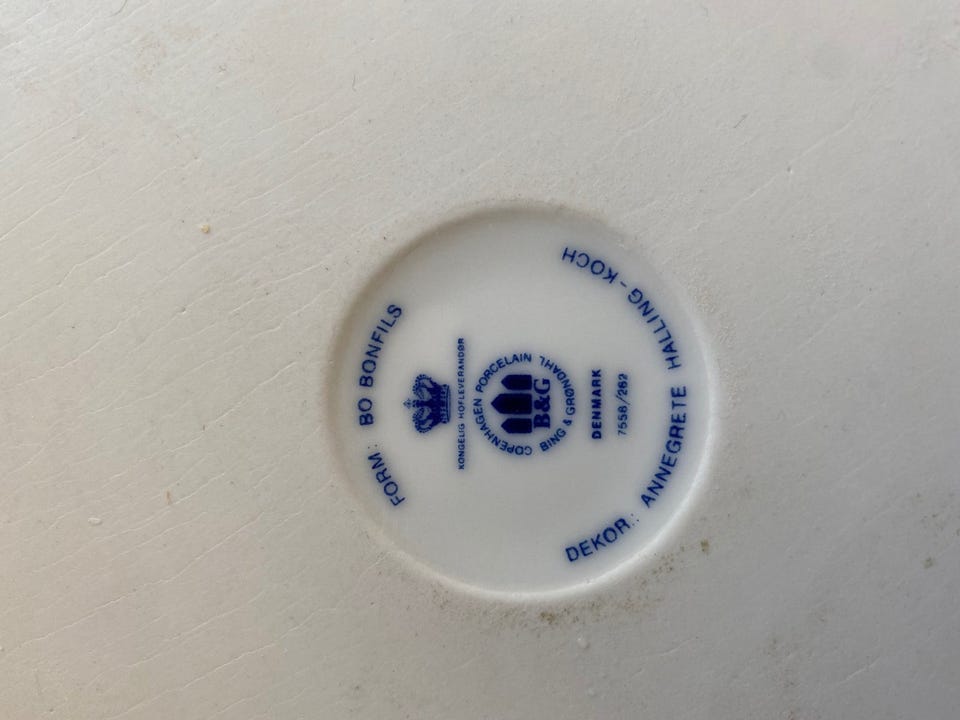 FORM: BO BONFILS
KONGELIG HOFLEVERANDØR
COPENHAGEN PORCELAIN
B&G
BING & GRØNDAHL
DENMARK
7558/262
DEKOR: ANNEGRETE HALLING-KOCH